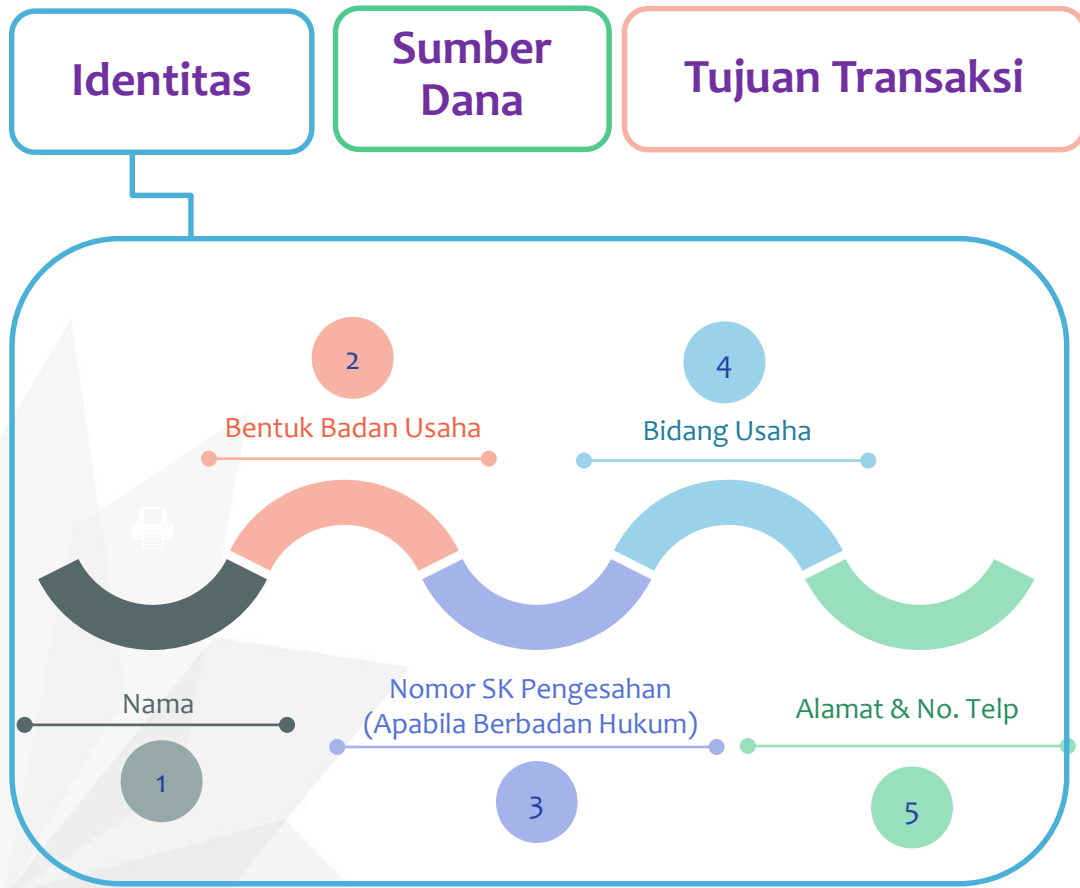 Identitas
Sumber
Dana
Tujuan Transaksi
2
Bentuk Badan Usaha
4
Bidang Usaha
Nama
1
Nomor SK Pengesahan
(Apabila Berbadan Hukum)
3
Alamat & No. Telp
5